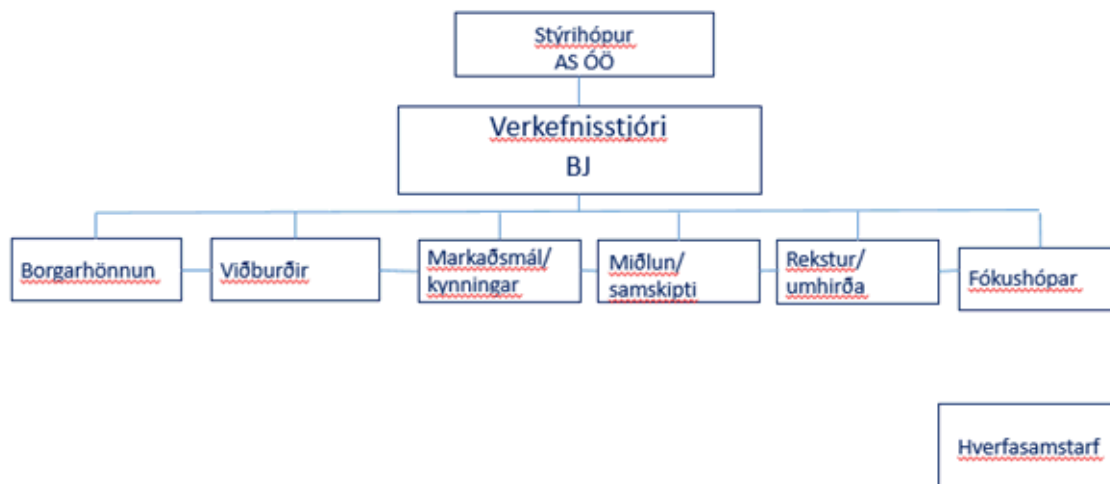 Stýrihópur
AS ÓÖ
Verkefnisstjóri
BJ
Borgarhönnun
Viðburðir
Markaðsmál/
kynningar
Miðlun/
samskipti
Rekstur/
umhirða
Fókushópar
Hverfasamstarf